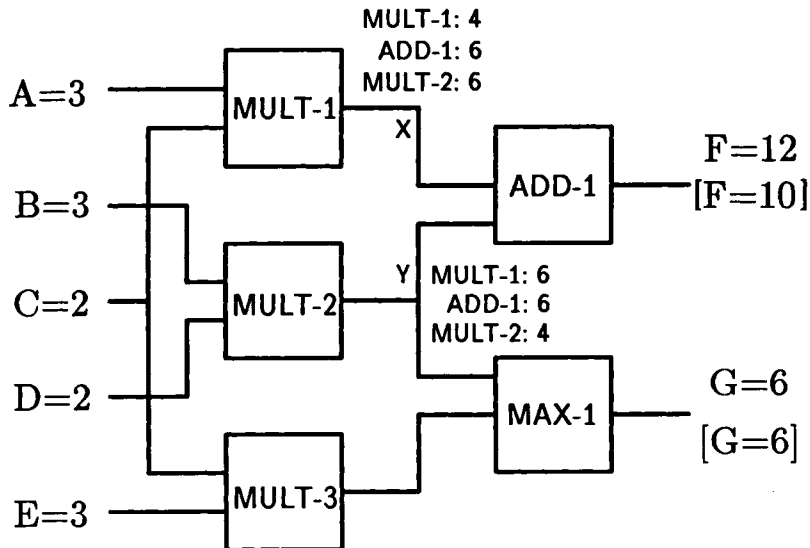 MULT-1: 4
ADD-1: 6
MULT-2: 6
A=3
MULT-1
X
F=12
ADD-1
[F=10]
B=3
Y
MULT-1: 6
ADD-1: 6
MULT-2: 4
C=2
MULT-2
D=2
G=6
MAX-1
[G=6]
MULT-3
E=3